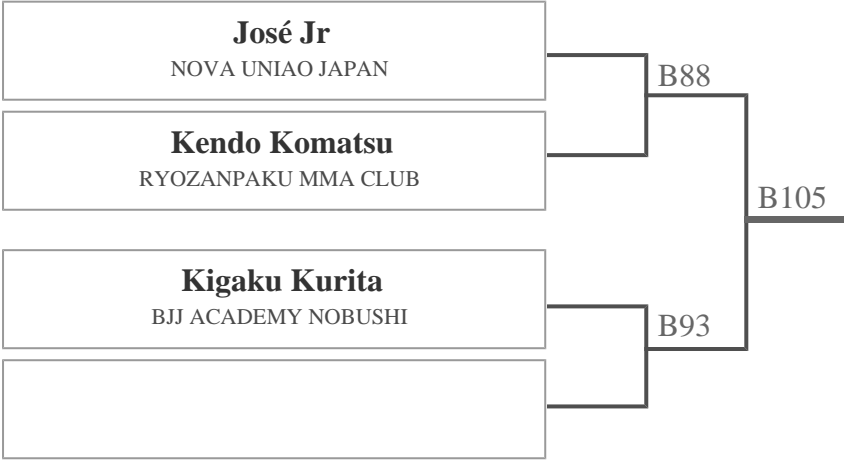 José Jr
NOVA UNIAO JAPAN
B88
Kendo Komatsu
RYOZANPAKU MMA CLUB
B105
Kigaku Kurita
BJJ ACADEMY NOBUSHI
B93